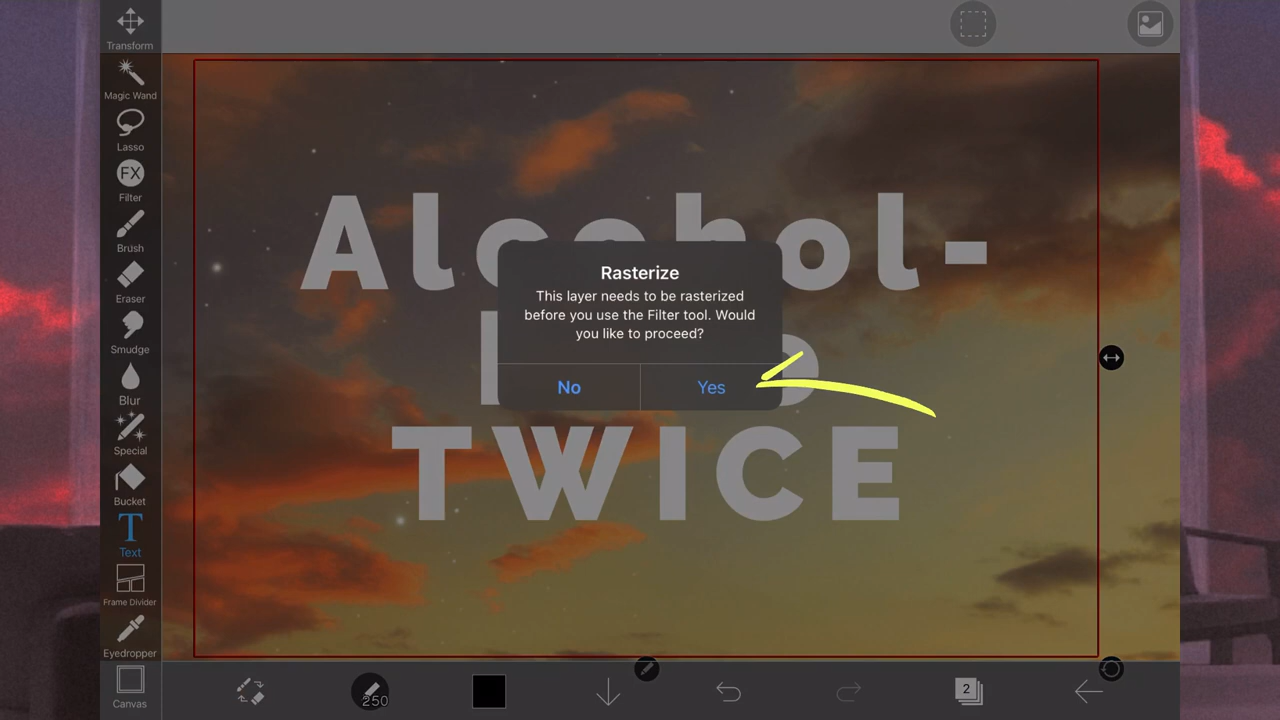 Transform
Magic Wand
Lasso
FX
Filter
Brush
Eraser
Smudge
Blur
Special
Bucket
T
Text
Frame Divider
Eyedropper
Canvas
Alcohol-
TWICE
Rasterize
This layer needs to be rasterized
before you use the Filter tool. Would
you like to proceed?
No
Yes
250
2